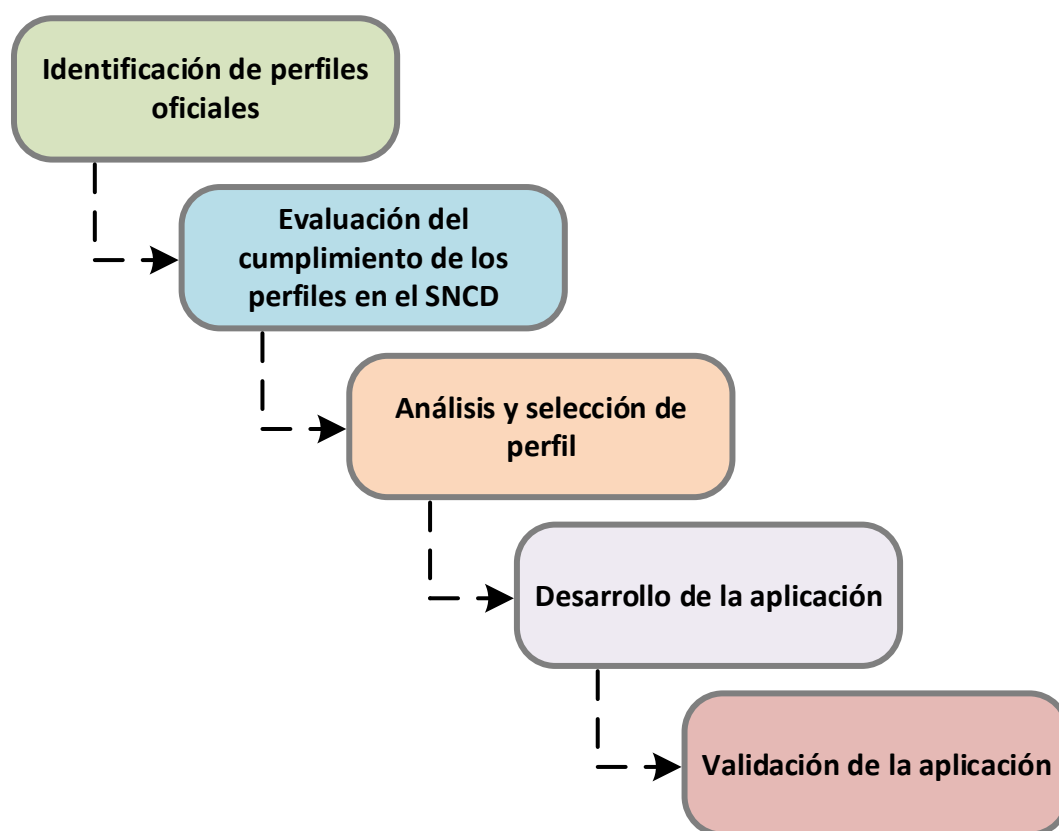 Identificación de perfiles
oficiales
Evaluación del
cumplimiento de los
perfiles en el SNCD
Análisis y selección de
perfil
Desarrollo de la aplicación
Validación de la aplicación